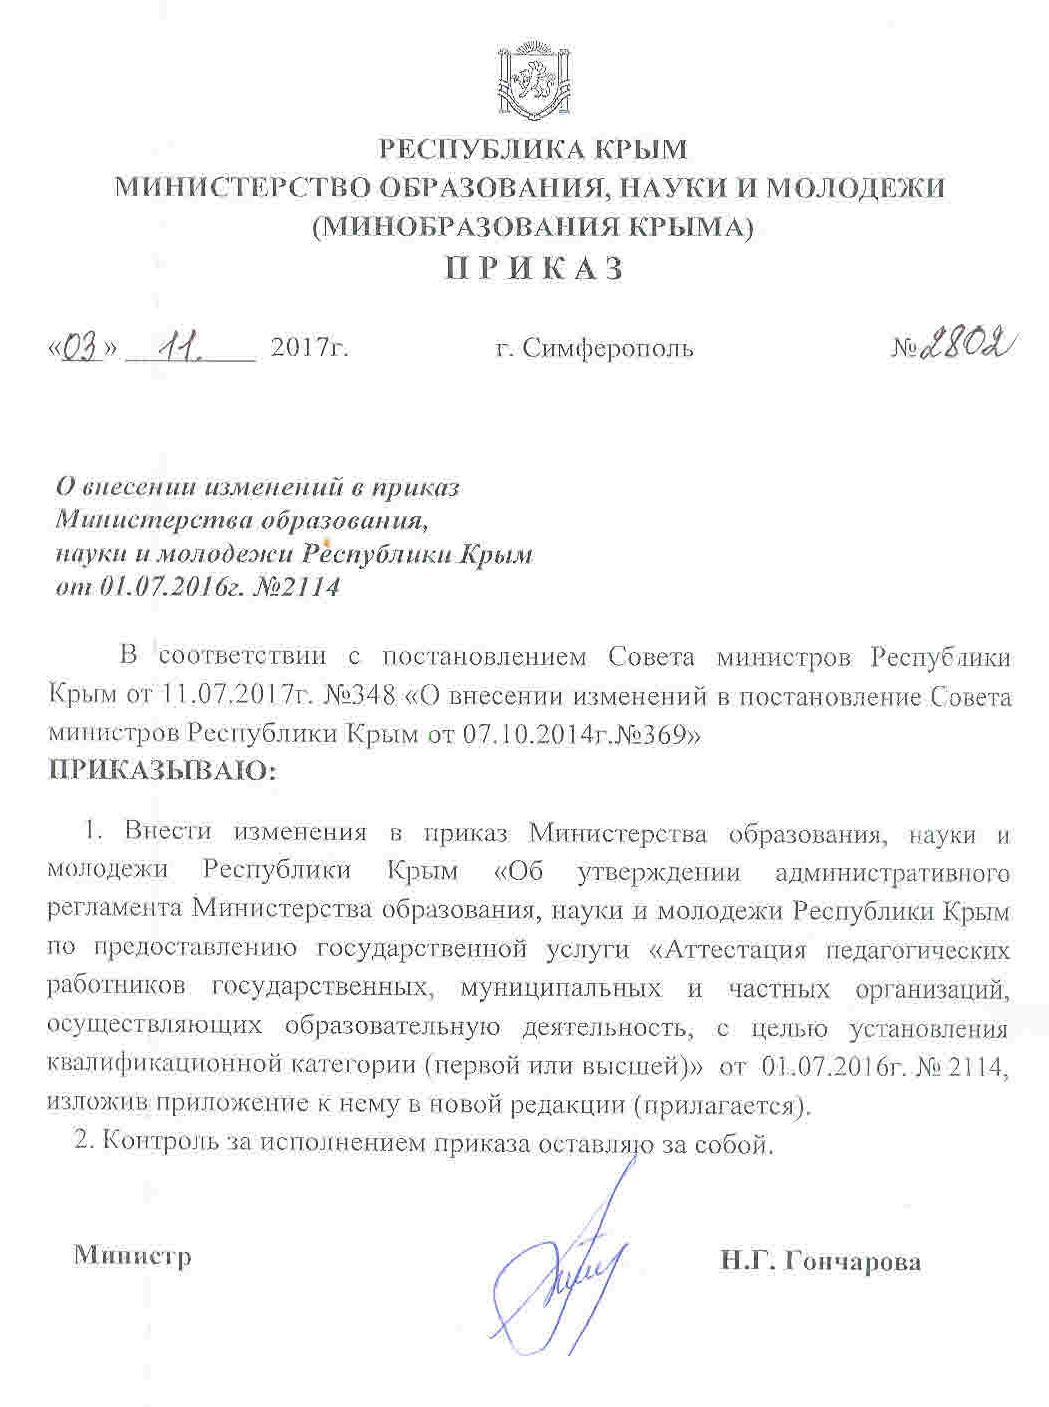 РЕСПУБЛИКА КРЫМ
МИНИСТЕРСТВО ОБРАЗОВАНИЯ, НАУКИ И МОЛОДЕЖИ
(МИНОБРАЗОВАНИЯ КРЫМА)
П Р И К А З
«03» 11. 2017г. г. Симферополь №2802
О внесении изменений в приказ
Министерства образования,
науки и молодежи Республики Крым
от 01.07.2016г. №2114
В соответствии с постановлением Совета министров Республики
Крым от 11.07.2017г. №348 «О внесении изменений в постановление Совета
министров Республики Крым от 07.10.2014г.№369»
ПРИКАЗЫВАЮ:
1. Внести изменения в приказ Министерства образования, науки и
молодежи Республики Крым «Об утверждении административного
регламента Министерства образования, науки и молодежи Республики Крым
по предоставлению государственной услуги «Аттестация педагогических
работников государственных, муниципальных и частных организаций,
осуществляющих образовательную деятельность, с целью установления
квалификационной категории (первой или высшей)» от 01.07.2016г. № 2114,
изложив приложение к нему в новой редакции (прилагается).
2. Контроль за исполнением приказа оставляю за собой.
Министр Н.Г. Гончарова